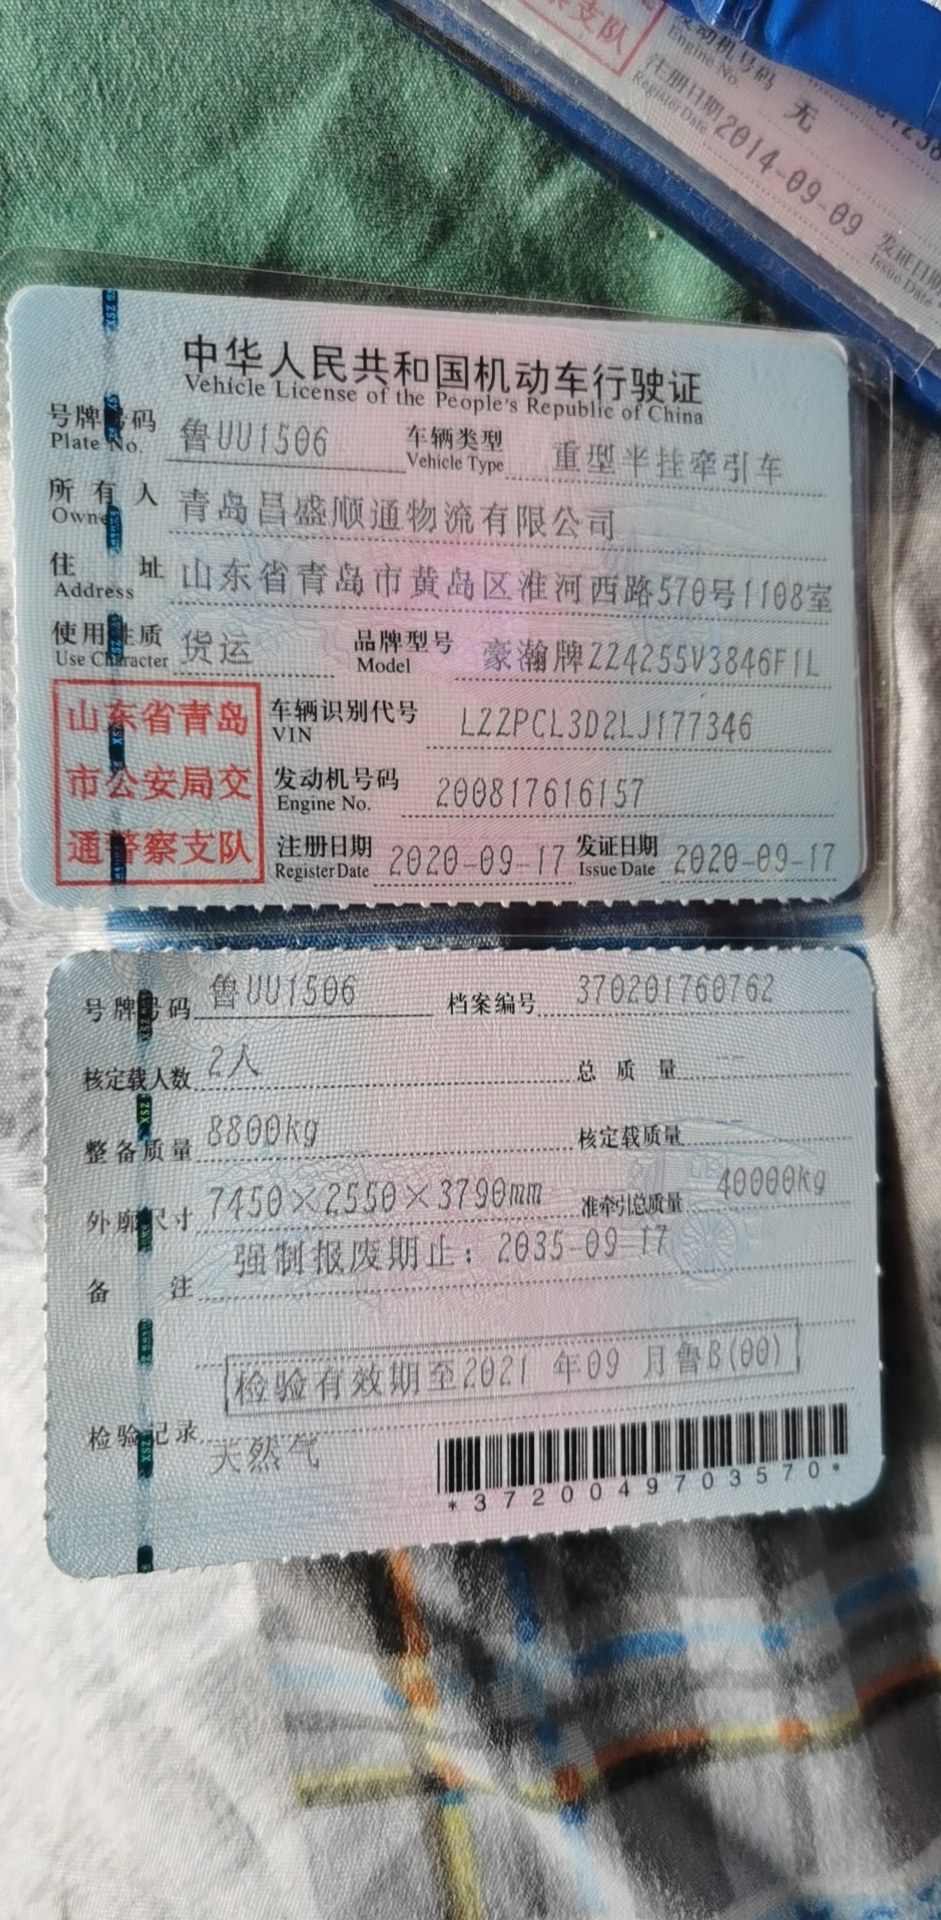 察支队
发动机号码
Engine No.
无
注册日期 2014-09-09
Register Date
发证日期
Issue Date
中华人民共和国机动车行驶证
Vehicle License of the People's Republic of China
号牌号码 鲁UU1506 车辆类型 重型半挂牵引车
Plate No. Vehicle Type
所有人 青岛昌盛顺通物流有限公司
Owner
住址 山东省青岛市黄岛区淮河西路570号1108室
Address
使用性质 货运 品牌型号 豪瀚牌ZZ4255V3846F1L
Use Character Model
山东省青岛
市公安局交
通警察支队
车辆识别代号 LZZPCL3D2LJ177346
VIN
发动机号码 200817616157
Engine No.
注册日期 2020-09-17 发证日期 2020-09-17
Register Date Issue Date
号牌号码 鲁UU1506 档案编号 370201760762
核定载人数 2人 总质量 --
整备质量 8800kg 核定载质量 --
外廓尺寸 7450×2550×3790mm 准牵引总质量 40000kg
备注 强制报废期止：2035-09-17
检验有效期至2021 年09 月鲁B(00)
检验记录
天然气
*3720049703570*